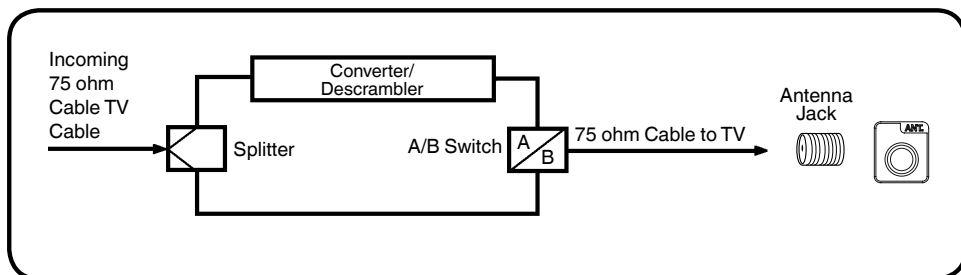 Incoming
75 ohm
Cable TV
Cable
Converter/
Descrambler
Splitter
A/B Switch
A
B
75 ohm Cable to TV
Antenna
Jack
ANT.